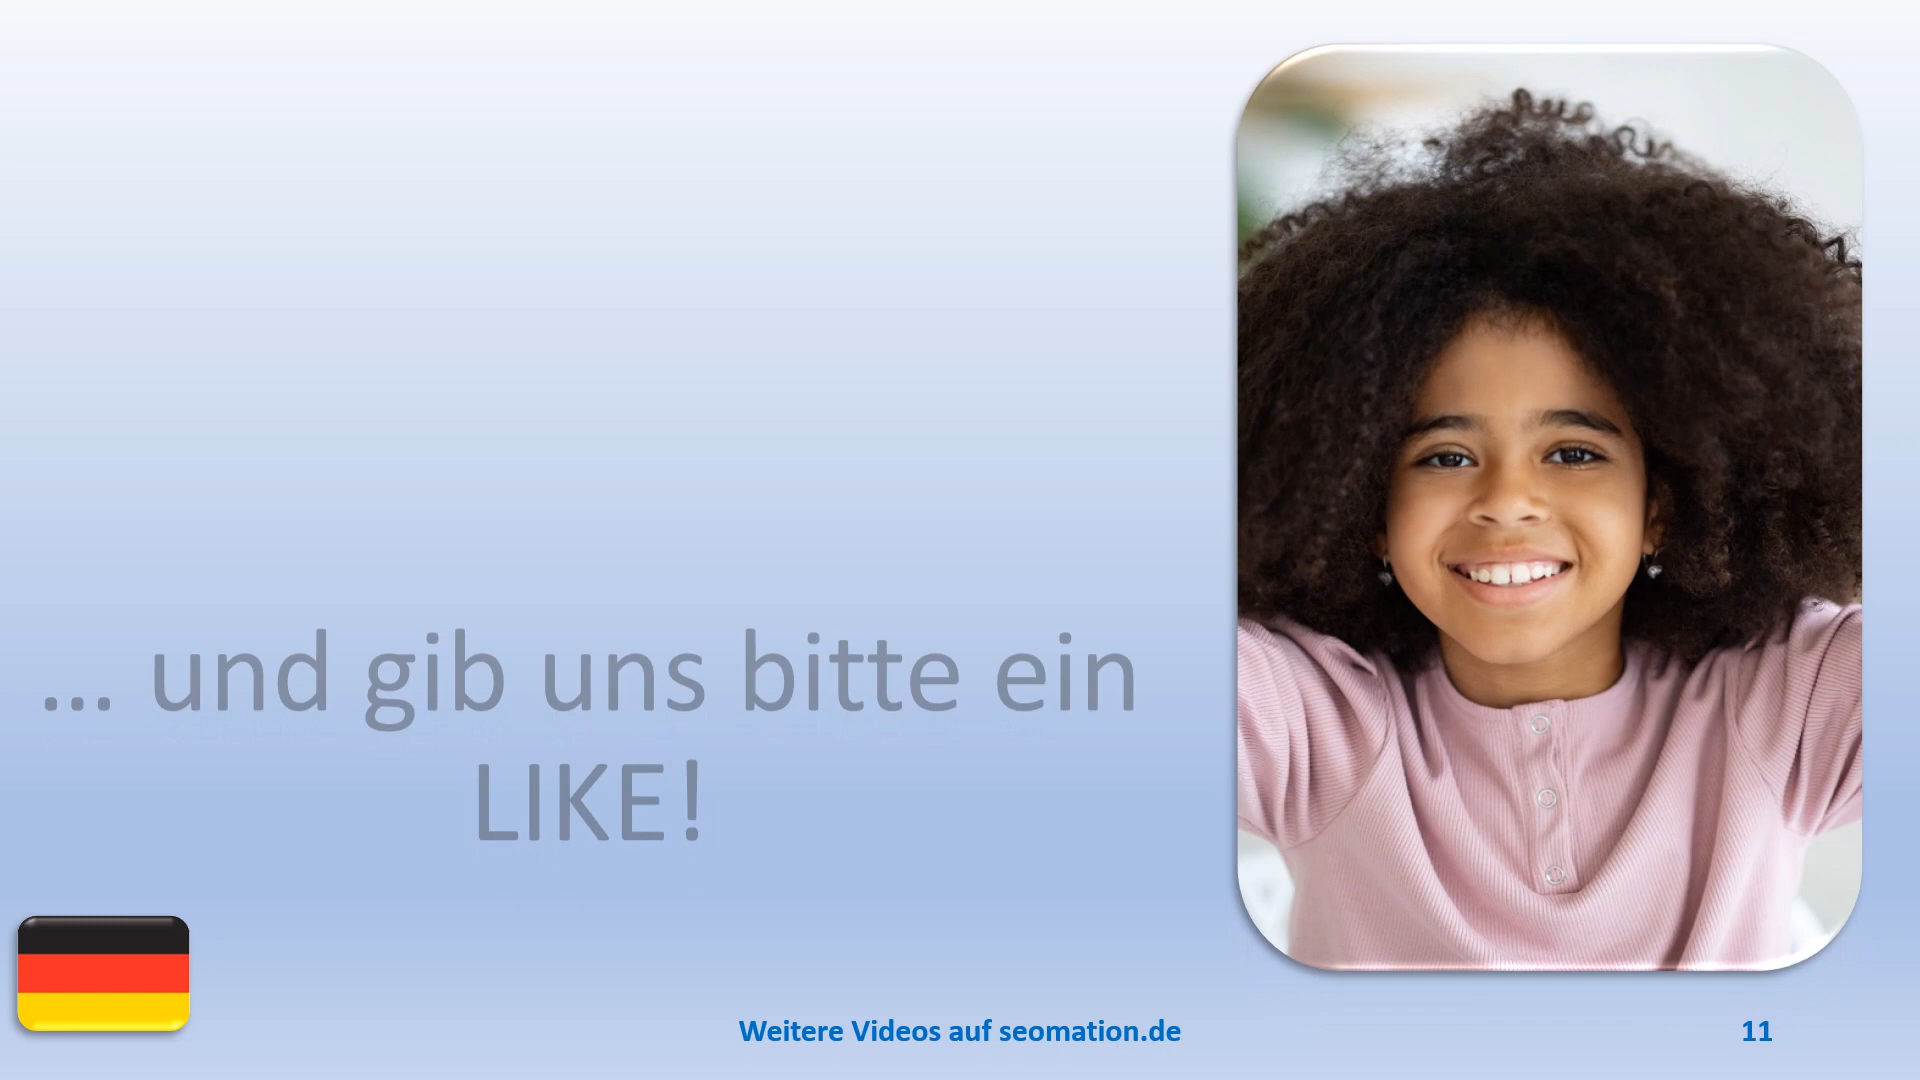 ... und gib uns bitte ein
LIKE!
Weitere Videos auf seomation.de
11